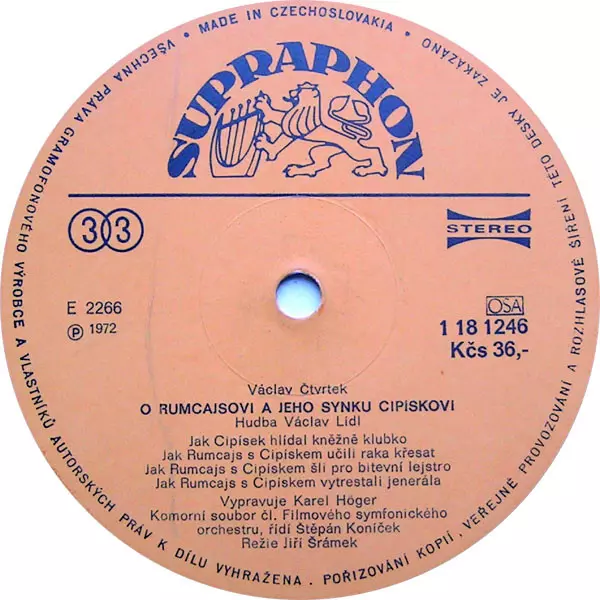 MADE IN CZECHOSLOVAKIA • VŠECHNA PRÁVA GRAMOFONOVÉHO VÝROBCE A VLASTNÍKŮ AUTORSKÝCH PRÁV K DÍLU VYHRAŽENA . POŘIZOVÁNÍ KOPIÍ , VEŘEJNÉ PROVOZOVÁNÍ A ROZHLASOVÉ ŠÍŘENÍ TÉTO DESKY JE ZAKÁZÁNO •
SUPRAPHON
33
STEREO
E 2266
℗ 1972
OSA
1 18 1246
Kčs 36,-
Václav Čtvrtek
O RUMCAJSOVI A JEHO SYNKU CIPÍSKOVI
Hudba Václav Lídl
Jak Cipísek hlídal kněžně klubko
Jak Rumcajs s Cipískem učili raka křesat
Jak Rumcajs s Cipískem šli pro bitevní lejstro
Jak Rumcajs s Cipískem vytrestali jenerála
Vypravuje Karel Höger
Komorní soubor čl. Filmového symfonického
orchestru, řídí Štěpán Koníček
Režie Jiří Šrámek